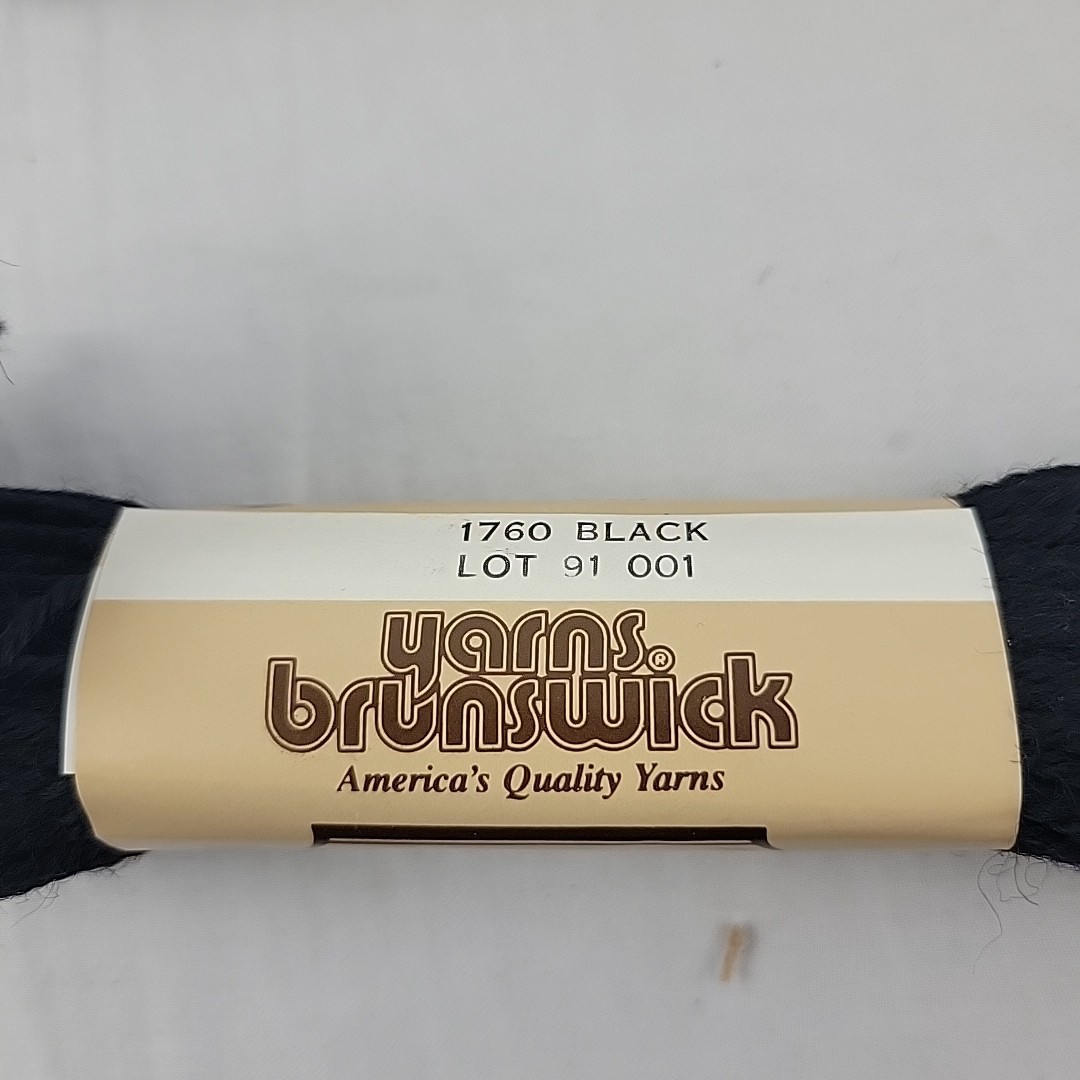 1760 BLACK
LOT 91 001
yarns
brunswick®
America's Quality Yarns